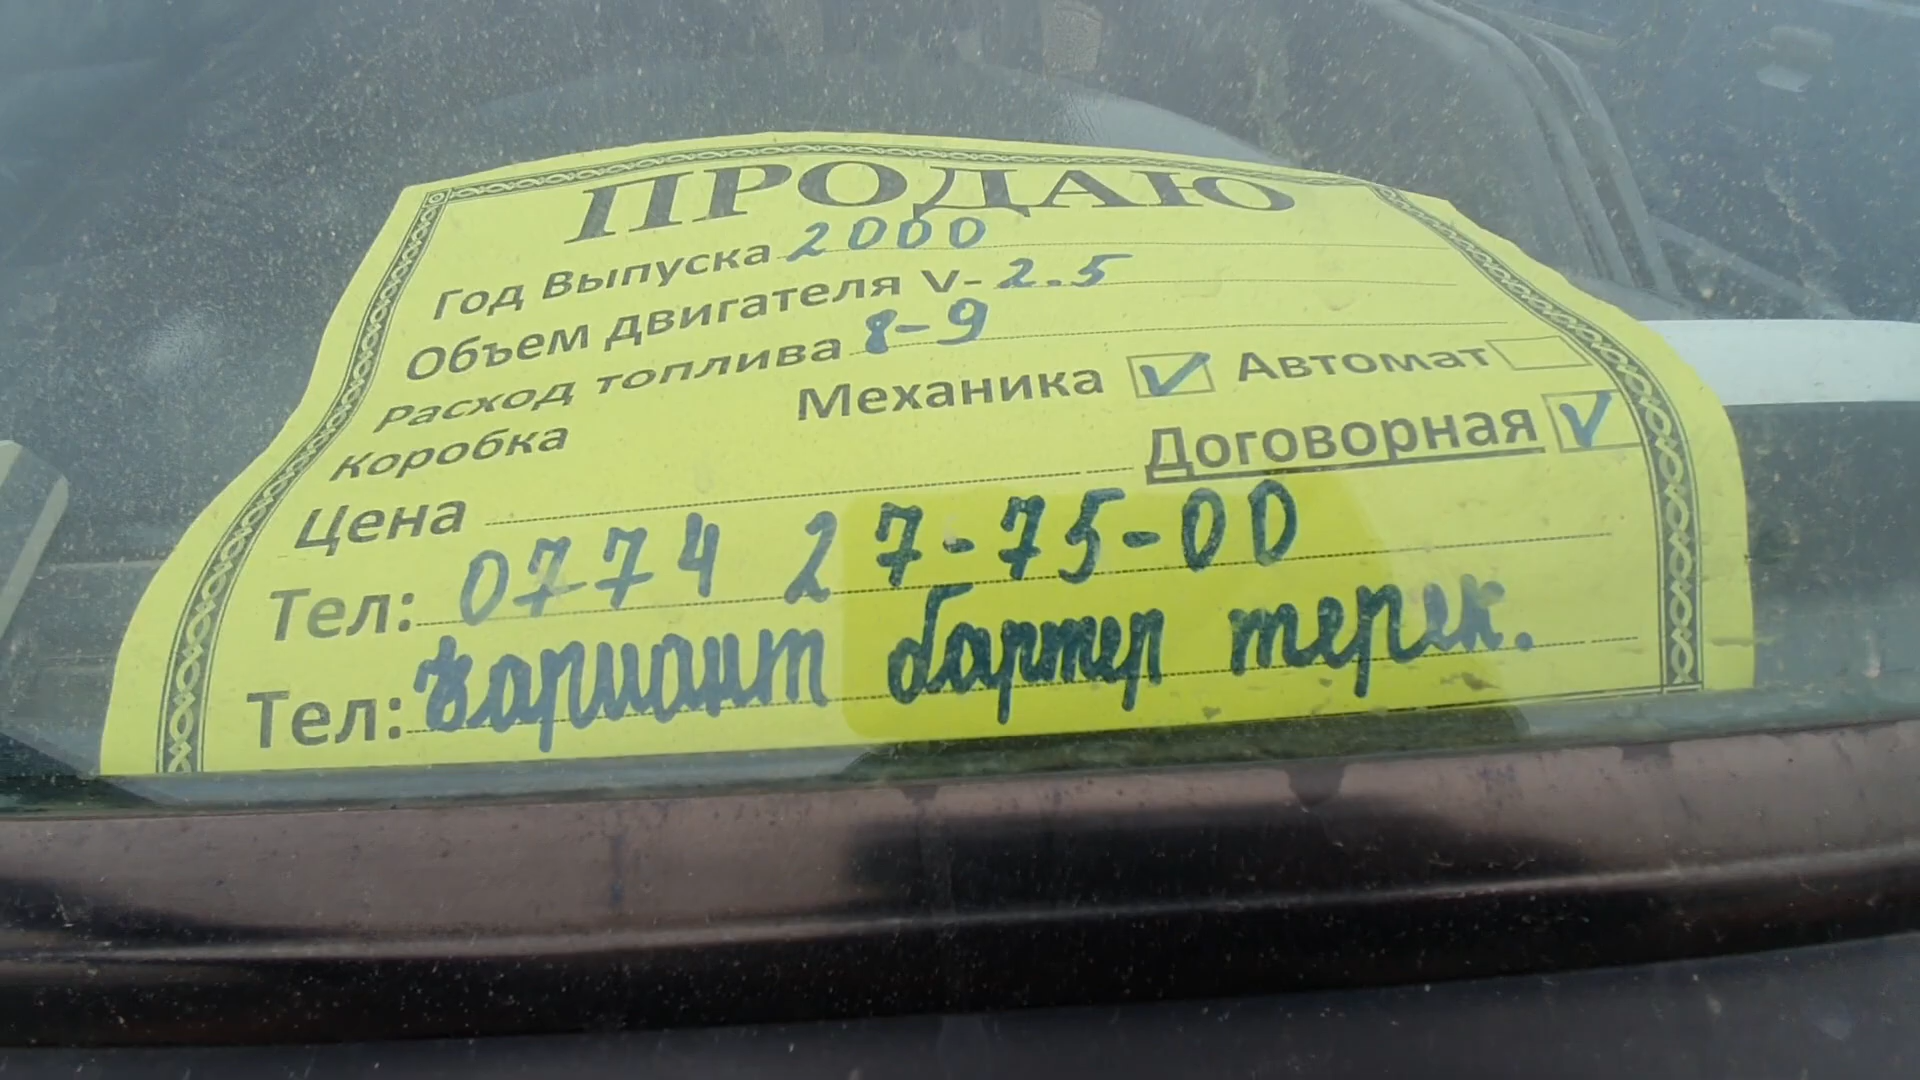 ПРОДАЮ
Год Выпуска 2000
Объем двигателя V- 2.5
Расход топлива 8-9
Коробка Механика ✓ Автомат
Цена Договорная ✓
Тел: 0774 27-75-00
Тел: вариант бартер терек.